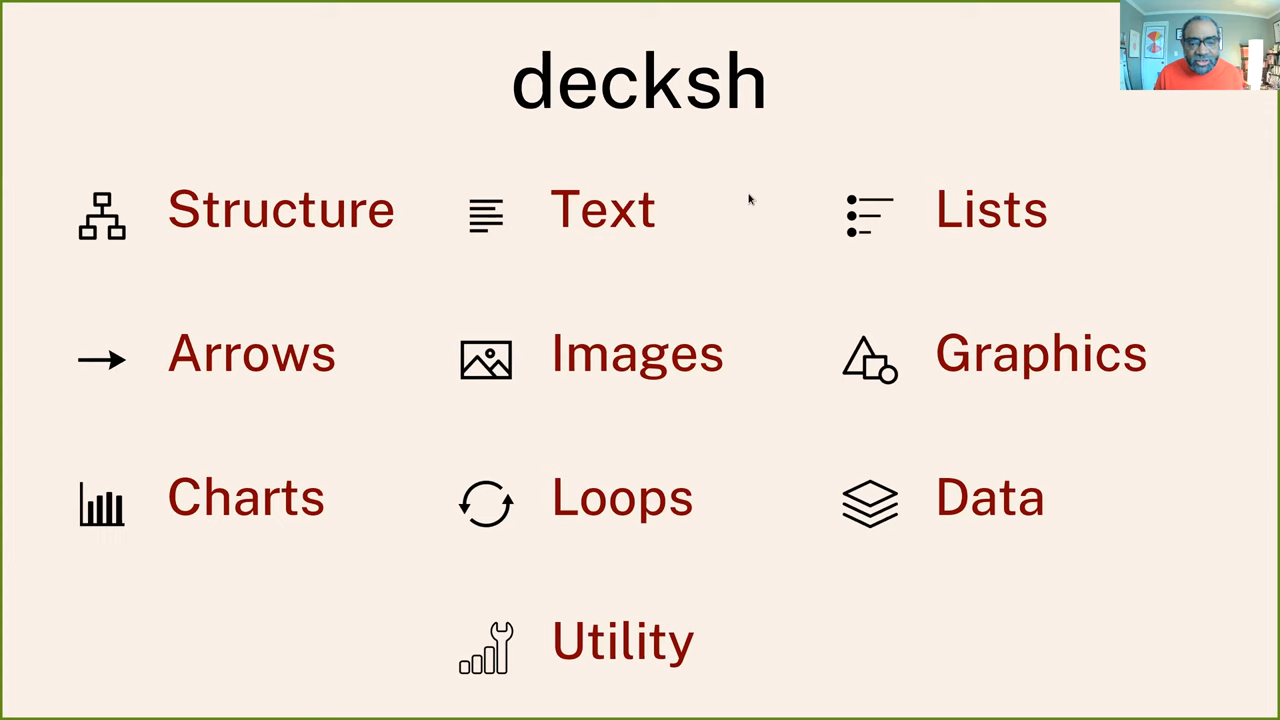 decksh
Structure
Text
Lists
Arrows
Images
Graphics
Charts
Loops
Data
Utility